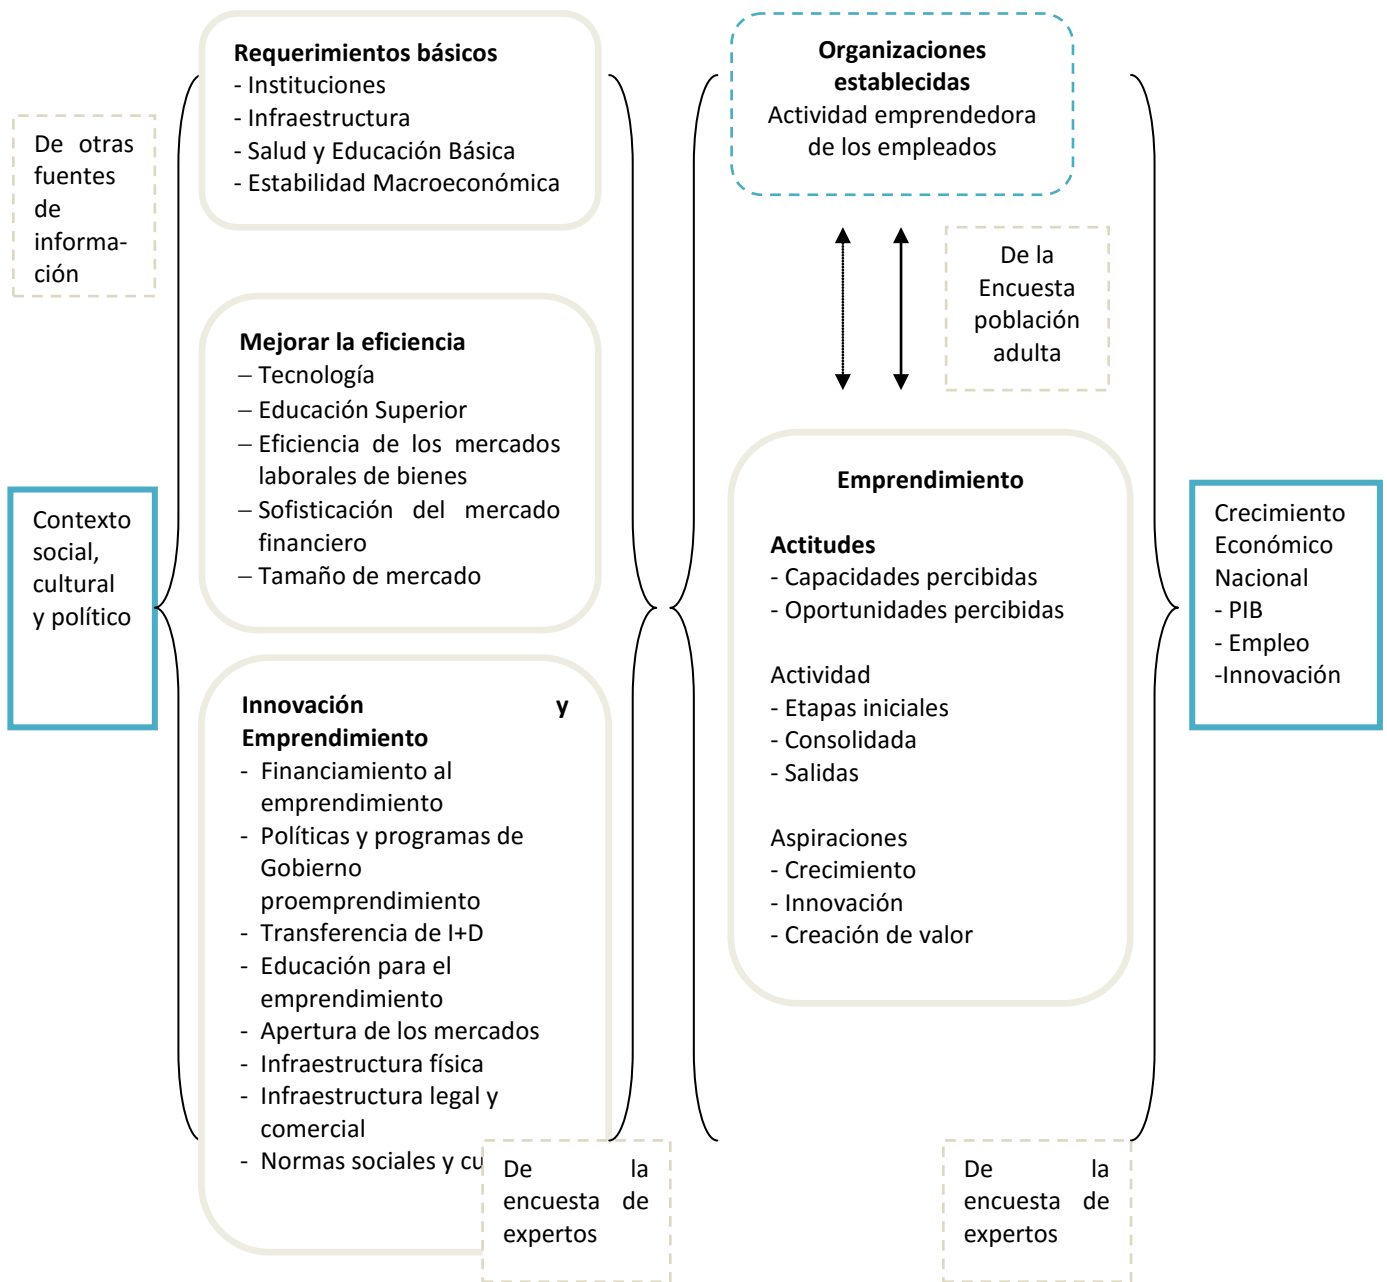 Requerimientos básicos
- Instituciones
- Infraestructura
- Salud y Educación Básica
- Estabilidad Macroeconómica
De otras
fuentes
de
informa-
ción
Mejorar la eficiencia
– Tecnología
– Educación Superior
– Eficiencia de los mercados
laborales de bienes
– Sofisticación del mercado
financiero
– Tamaño de mercado
Contexto
social,
cultural
y político
Innovación y
Emprendimiento
- Financiamiento al
emprendimiento
- Políticas y programas de
Gobierno
proemprendimiento
- Transferencia de I+D
- Educación para el
emprendimiento
- Apertura de los mercados
- Infraestructura física
- Infraestructura legal y
comercial
- Normas sociales y
De la
encuesta de
expertos
Organizaciones
establecidas
Actividad emprendedora
de los empleados
De la
Encuesta
población
adulta
Emprendimiento
Actitudes
- Capacidades percibidas
- Oportunidades percibidas
Actividad
- Etapas iniciales
- Consolidada
- Salidas
Aspiraciones
- Crecimiento
- Innovación
- Creación de valor
De la
encuesta de
expertos
Crecimiento
Económico
Nacional
- PIB
- Empleo
-Innovación